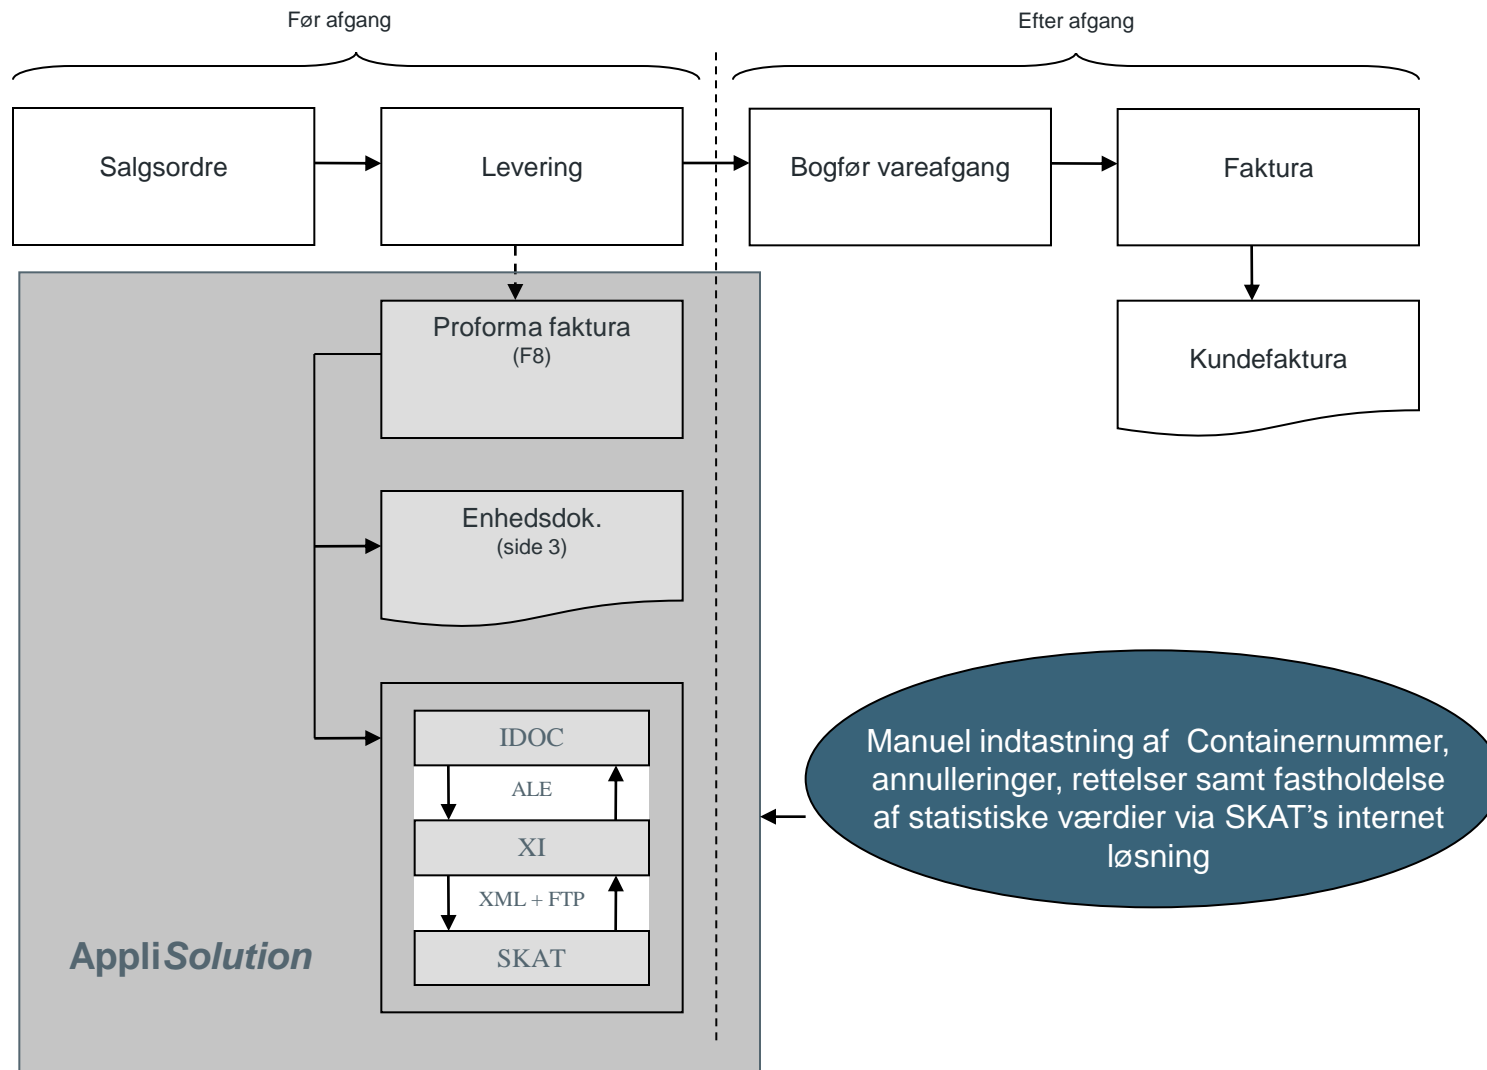 Før afgang
Efter afgang
Salgsordre
Levering
Bogfør vareafgang
Faktura
Proforma faktura
(F8)
Kundefaktura
Enhedsdok.
(side 3)
IDOC
ALE
XI
XML + FTP
SKAT
AppliSolution
Manuel indtastning af Containernummer,
annulleringer, rettelser samt fastholdelse
af statistiske værdier via SKAT’s internet
løsning